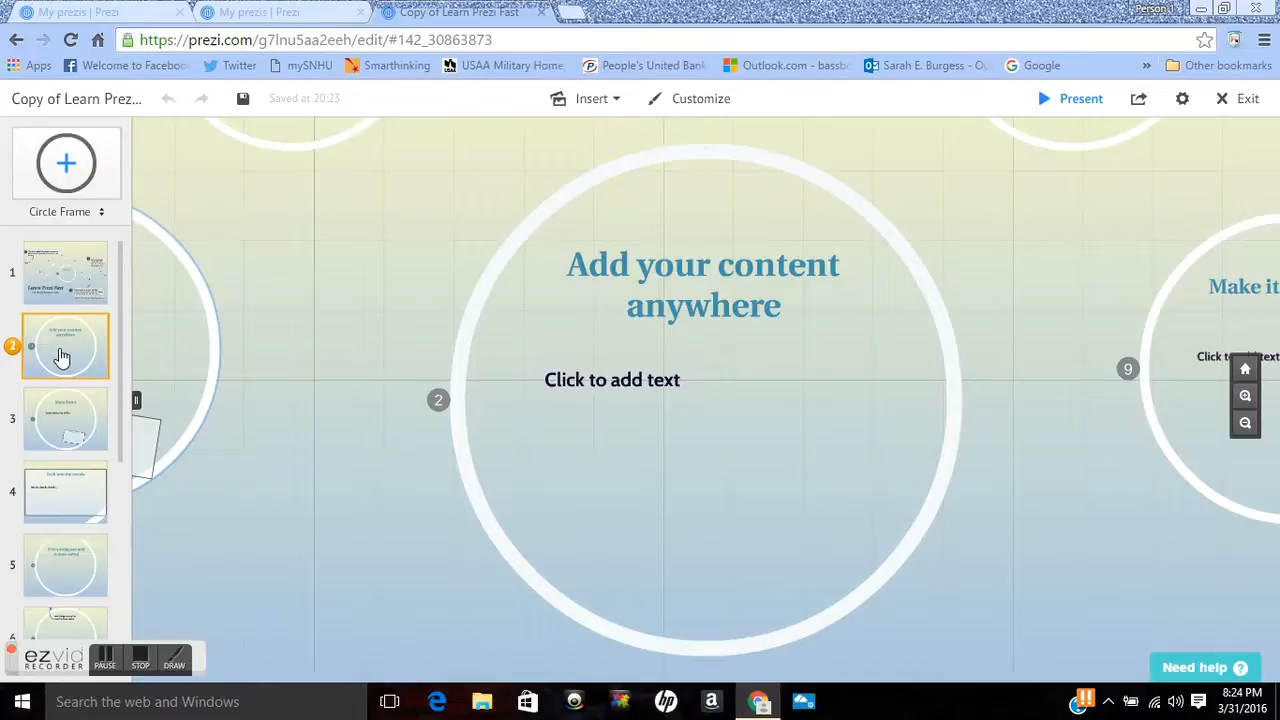 My prezis | Prezi
My prezis | Prezi
Copy of Learn Prezi Fast
Person 1
https://prezi.com/g7lnu5aa2eeh/edit/#142_30863873
Apps
Welcome to Faceboo
Twitter
mySNHU
Smarthinking
USAA Military Home,
People's United Bank
Outlook.com - bassb
Sarah E. Burgess - Ou
Google
»
Other bookmarks
Copy of Learn Prez...
Saved at 20:23
Insert
Customize
Present
Exit
Circle Frame
1
2
3
4
5
6
Add your content
anywhere
Click to add text
2
Make it
Click to
9
ezvid
RECORDER
PAUSE
STOP
DRAW
Need help ?
Search the web and Windows
8:24 PM
3/31/2016